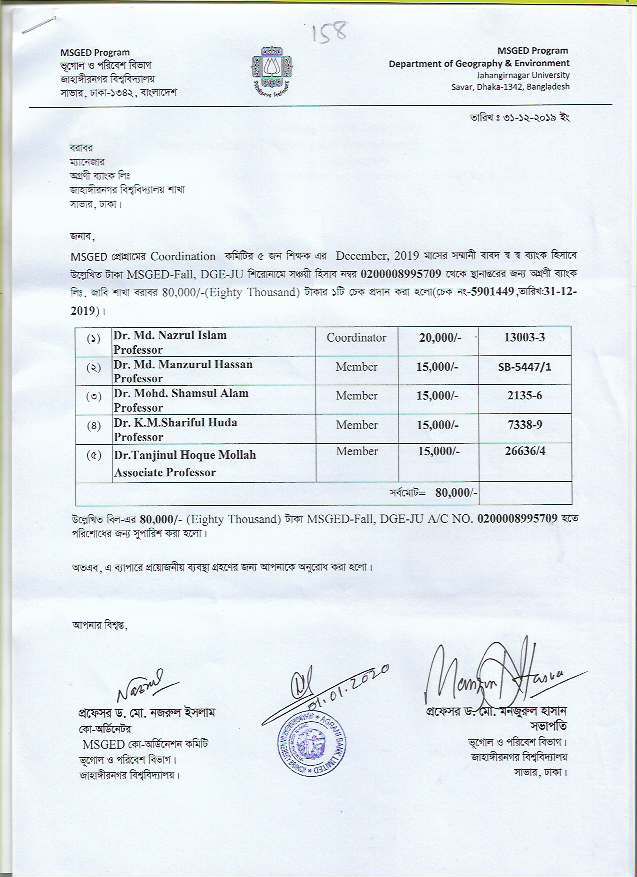 158
MSGED Program
ভূগোল ও পরিবেশ বিভাগ
জাহাঙ্গীরনগর বিশ্ববিদ্যালয়
সাভার, ঢাকা-১৩৪২, বাংলাদেশ
MSGED Program
Department of Geography & Environment
Jahangirnagar University
Savar, Dhaka-1342, Bangladesh
তারিখ ঃ ৩১-১২-২০১৯ ইং
বরাবর
ম্যানেজার
অগ্রণী ব্যাংক লিঃ
জাহাঙ্গীরনগর বিশ্ববিদ্যালয় শাখা
সাভার, ঢাকা।
জনাব,
MSGED প্রোগ্রামের Coordination কমিটির ৫ জন শিক্ষক এর December, 2019 মাসের সম্মানী বাবদ স্ব স্ব ব্যাংক হিসাবে
উল্লেখিত টাকা MSGED-Fall, DGE-JU শিরোনামে সঞ্চয়ী হিসাব নম্বর 0200008995709 থেকে স্থানান্তরের জন্য অগ্রণী ব্যাংক
লিঃ, জাবি শাখা বরাবর 80,000/-(Eighty Thousand) টাকার ১টি চেক প্রদান করা হলো(চেক নং-5901449,তারিখ:31-12-
2019)।
(১) Dr. Md. Nazrul Islam Coordinator 20,000/- 13003-3
Professor
(২) Dr. Md. Manzurul Hassan Member 15,000/- SB-5447/1
Professor
(৩) Dr. Mohd. Shamsul Alam Member 15,000/- 2135-6
Professor
(৪) Dr. K.M.Shariful Huda Member 15,000/- 7338-9
Professor
(৫) Dr.Tanjinul Hoque Mollah Member 15,000/- 26636/4
Associate Professor
সর্বমোট= 80,000/-
উল্লেখিত বিল-এর 80,000/- (Eighty Thousand) টাকা MSGED-Fall, DGE-JU A/C NO. 0200008995709 হতে
পরিশোধের জন্য সুপারিশ করা হলো।
অতএব, এ ব্যাপারে প্রয়োজনীয় ব্যবস্থা গ্রহণের জন্য আপনাকে অনুরোধ করা হলো।
আপনার বিশ্বস্ত,
Nazrul
01.01.2020
প্রফেসর ড. মো. নজরুল ইসলাম
কো-অর্ডিনেটর
MSGED কো-অর্ডিনেশন কমিটি
ভূগোল ও পরিবেশ বিভাগ।
জাহাঙ্গীরনগর বিশ্ববিদ্যালয়।
AGRANI BANK LIMITED
প্রফেসর ড. মো. মনজুরুল হাসান
সভাপতি
ভূগোল ও পরিবেশ বিভাগ।
জাহাঙ্গীরনগর বিশ্ববিদ্যালয়
সাভার, ঢাকা।